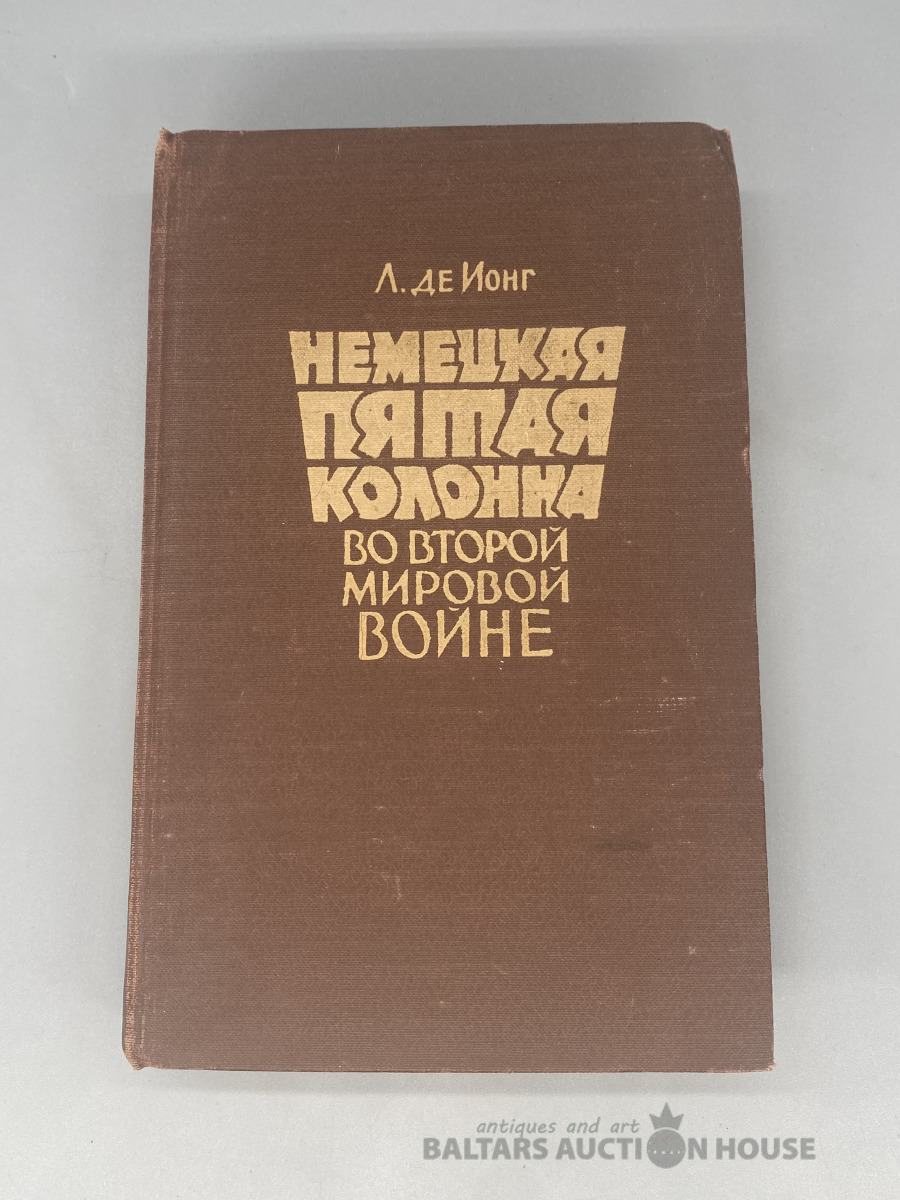 Л. ДЕ ИОНГ
НЕМЕЦКАЯ
ПЯТАЯ
КОЛОННА
ВО ВТОРОЙ
МИРОВОЙ
ВОЙНЕ
antiques and art
BALTARS AUCTION HOUSE